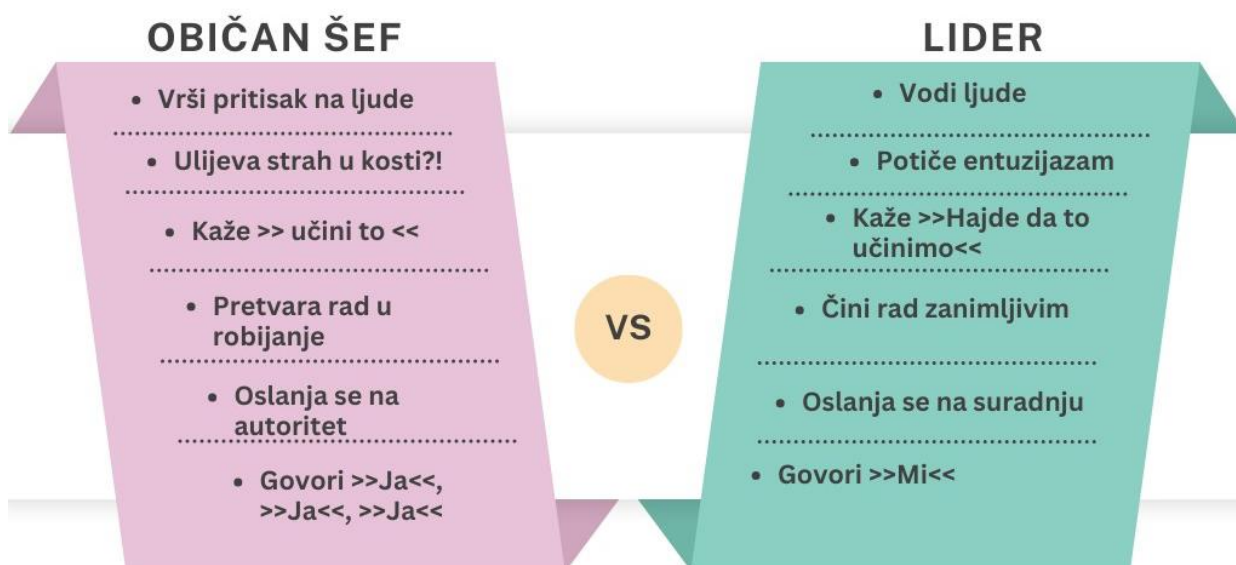 OBIČAN ŠEF
• Vrši pritisak na ljude
• Ulijeva strah u kosti?!
• Kaže >> učini to <<
• Pretvara rad u
robijanje
• Oslanja se na
autoritet
• Govori >>Ja<<,
>>Ja<<, >>Ja<<
VS
LIDER
• Vodi ljude
• Potiče entuzijazam
• Kaže >>Hajde da to
učinimo<<
• Čini rad zanimljivim
• Oslanja se na suradnju
• Govori >>Mi<<